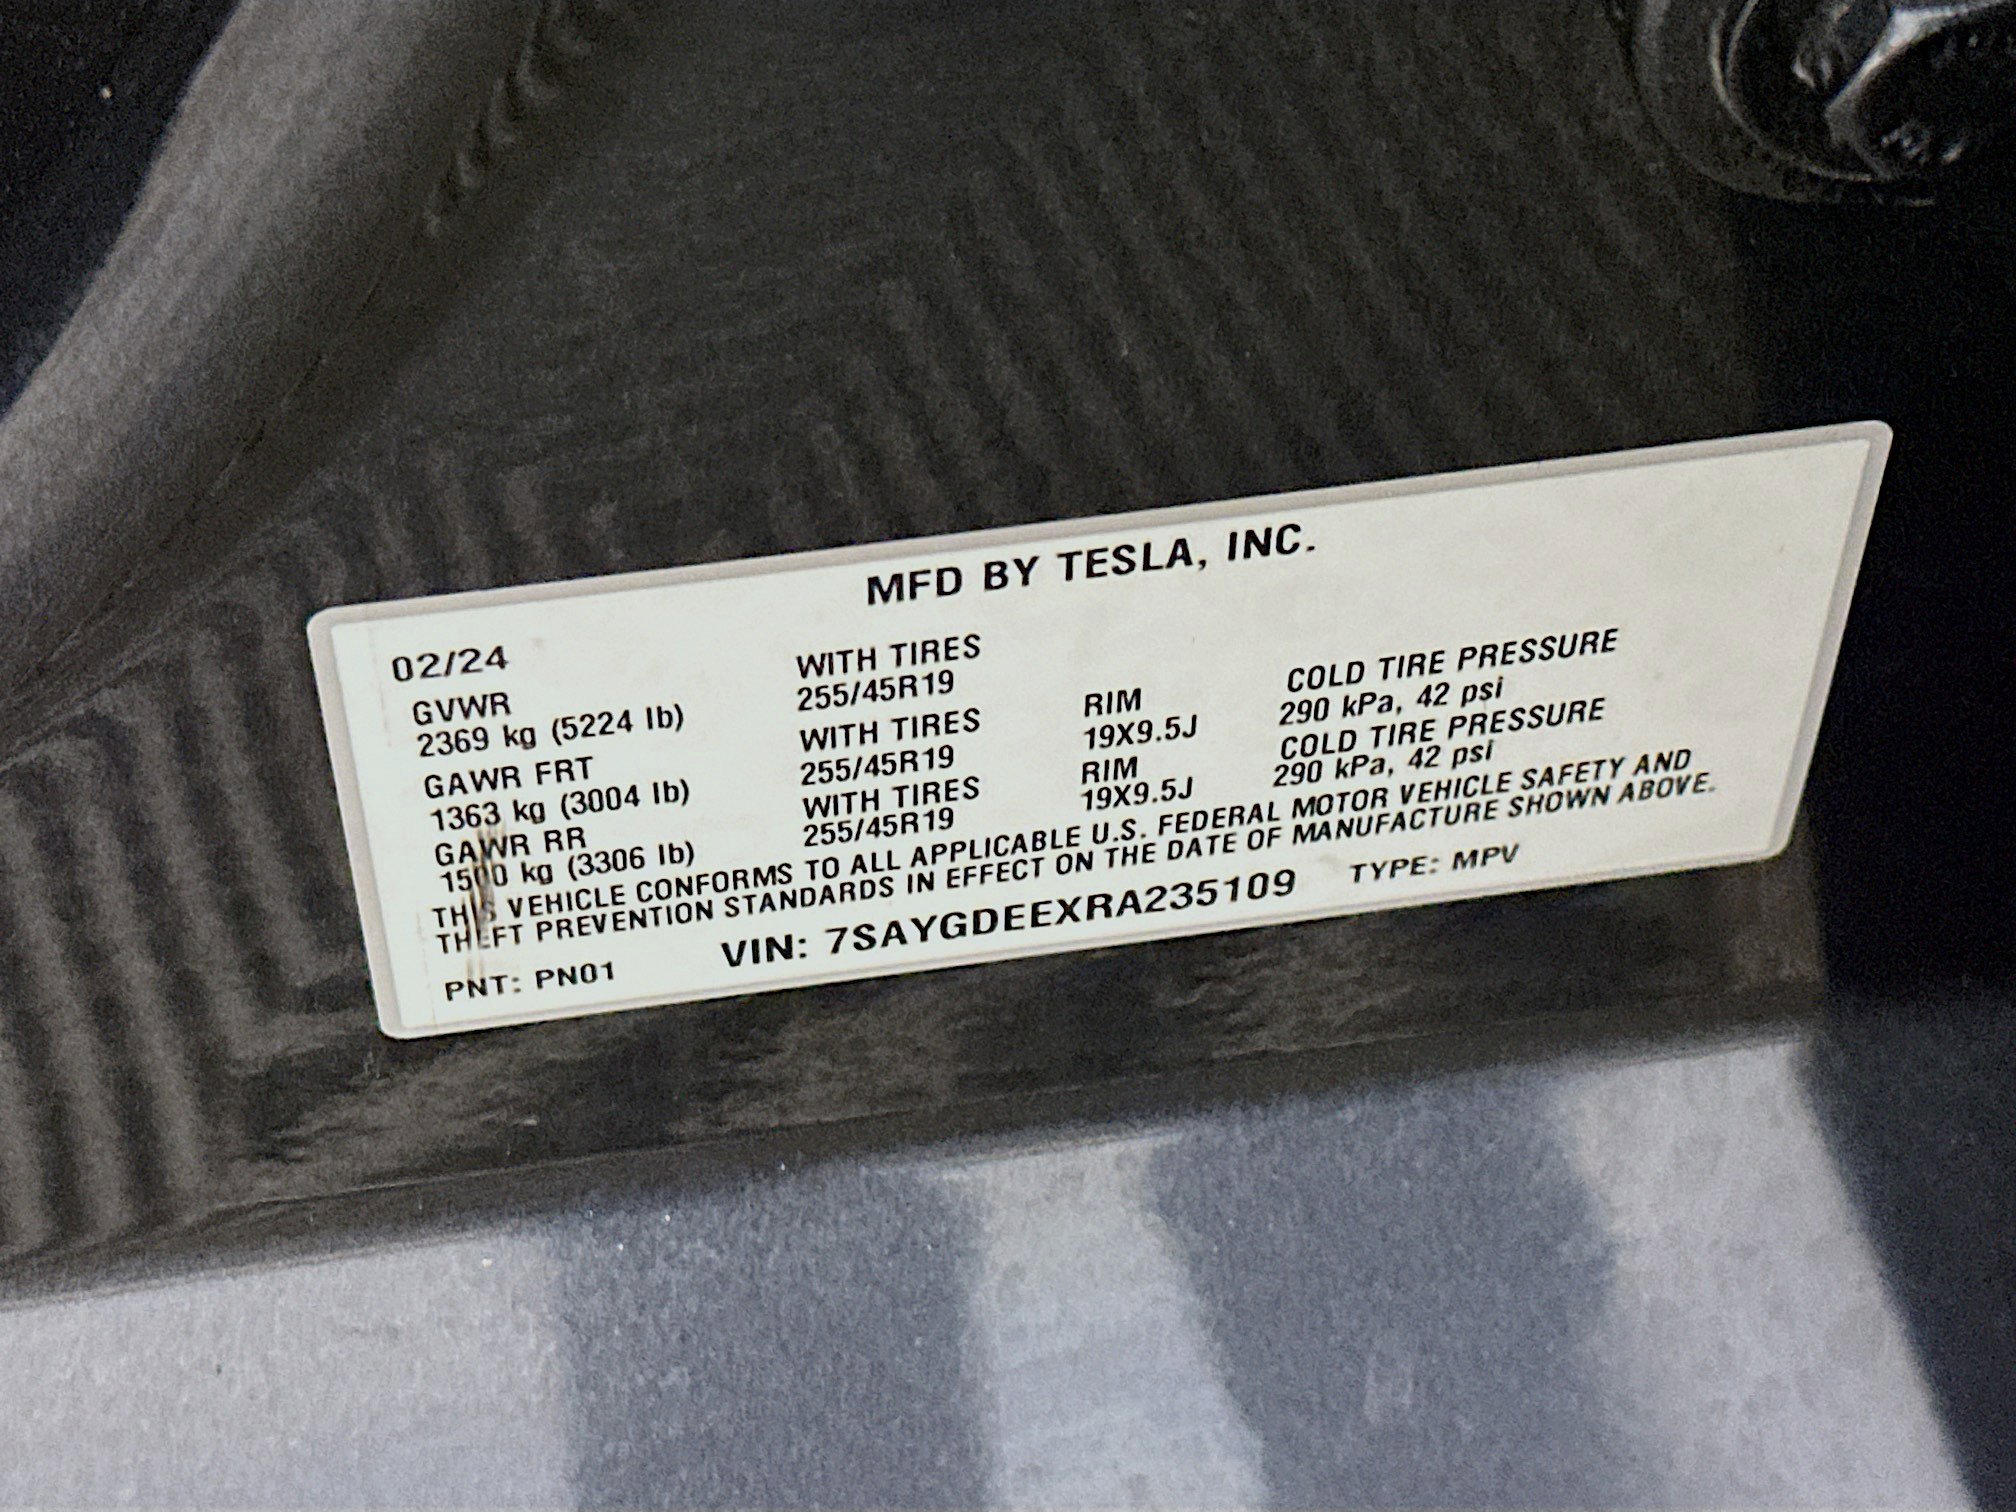 MFD BY TESLA, INC.
02/24
GVWR WITH TIRES
2369 kg (5224 lb) 255/45R19 RIM COLD TIRE PRESSURE
GAWR FRT WITH TIRES 19X9.5J 290 kPa, 42 psi
1363 kg (3004 lb) 255/45R19 RIM COLD TIRE PRESSURE
GAWR RR WITH TIRES 19X9.5J 290 kPa, 42 psi
1500 kg (3306 lb) 255/45R19
THIS VEHICLE CONFORMS TO ALL APPLICABLE U.S. FEDERAL MOTOR VEHICLE SAFETY AND
THEFT PREVENTION STANDARDS IN EFFECT ON THE DATE OF MANUFACTURE SHOWN ABOVE.
PNT: PN01 VIN: 7SAYGDEEXRA235109 TYPE: MPV